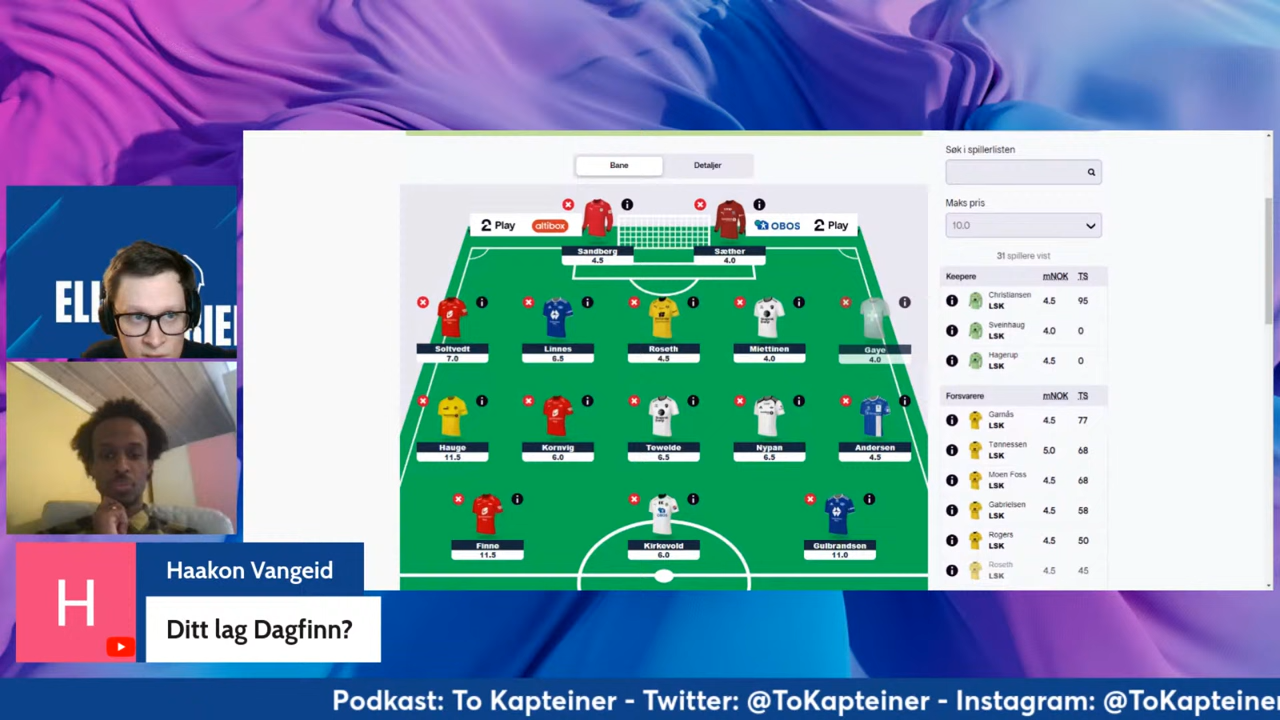 Søk i spillerlisten
Bane
Detaljer
Maks pris
10.0
31 spillere vist
2 Play
altibox
OBOS
2 Play
Sandberg
4.5
Sæther
4.0
Keepere mNOK TS
Christiansen
LSK
4.5 95
Sveinhaug
LSK
4.0 0
Hagerup
LSK
4.5 0
Soltvedt
7.0
Linnes
6.5
Roseth
4.5
Miettinen
4.0
Gaye
4.0
Forsvarere mNOK TS
Garnås
LSK
4.5 77
Tønnessen
LSK
5.0 68
Moen Foss
LSK
4.5 68
Gabrielsen
LSK
4.5 58
Rogers
LSK
4.5 50
Roseth
LSK
4.5 45
Hauge
11.5
Kornvig
6.0
Tewelde
6.5
Nypan
6.5
Andersen
4.5
Finne
11.5
Kirkevold
6.0
Gulbrandsen
11.0
H
Haakon Vangeid
Ditt lag Dagfinn?
Podkast: To Kapteiner - Twitter: @ToKapteiner - Instagram: @ToKapteiner